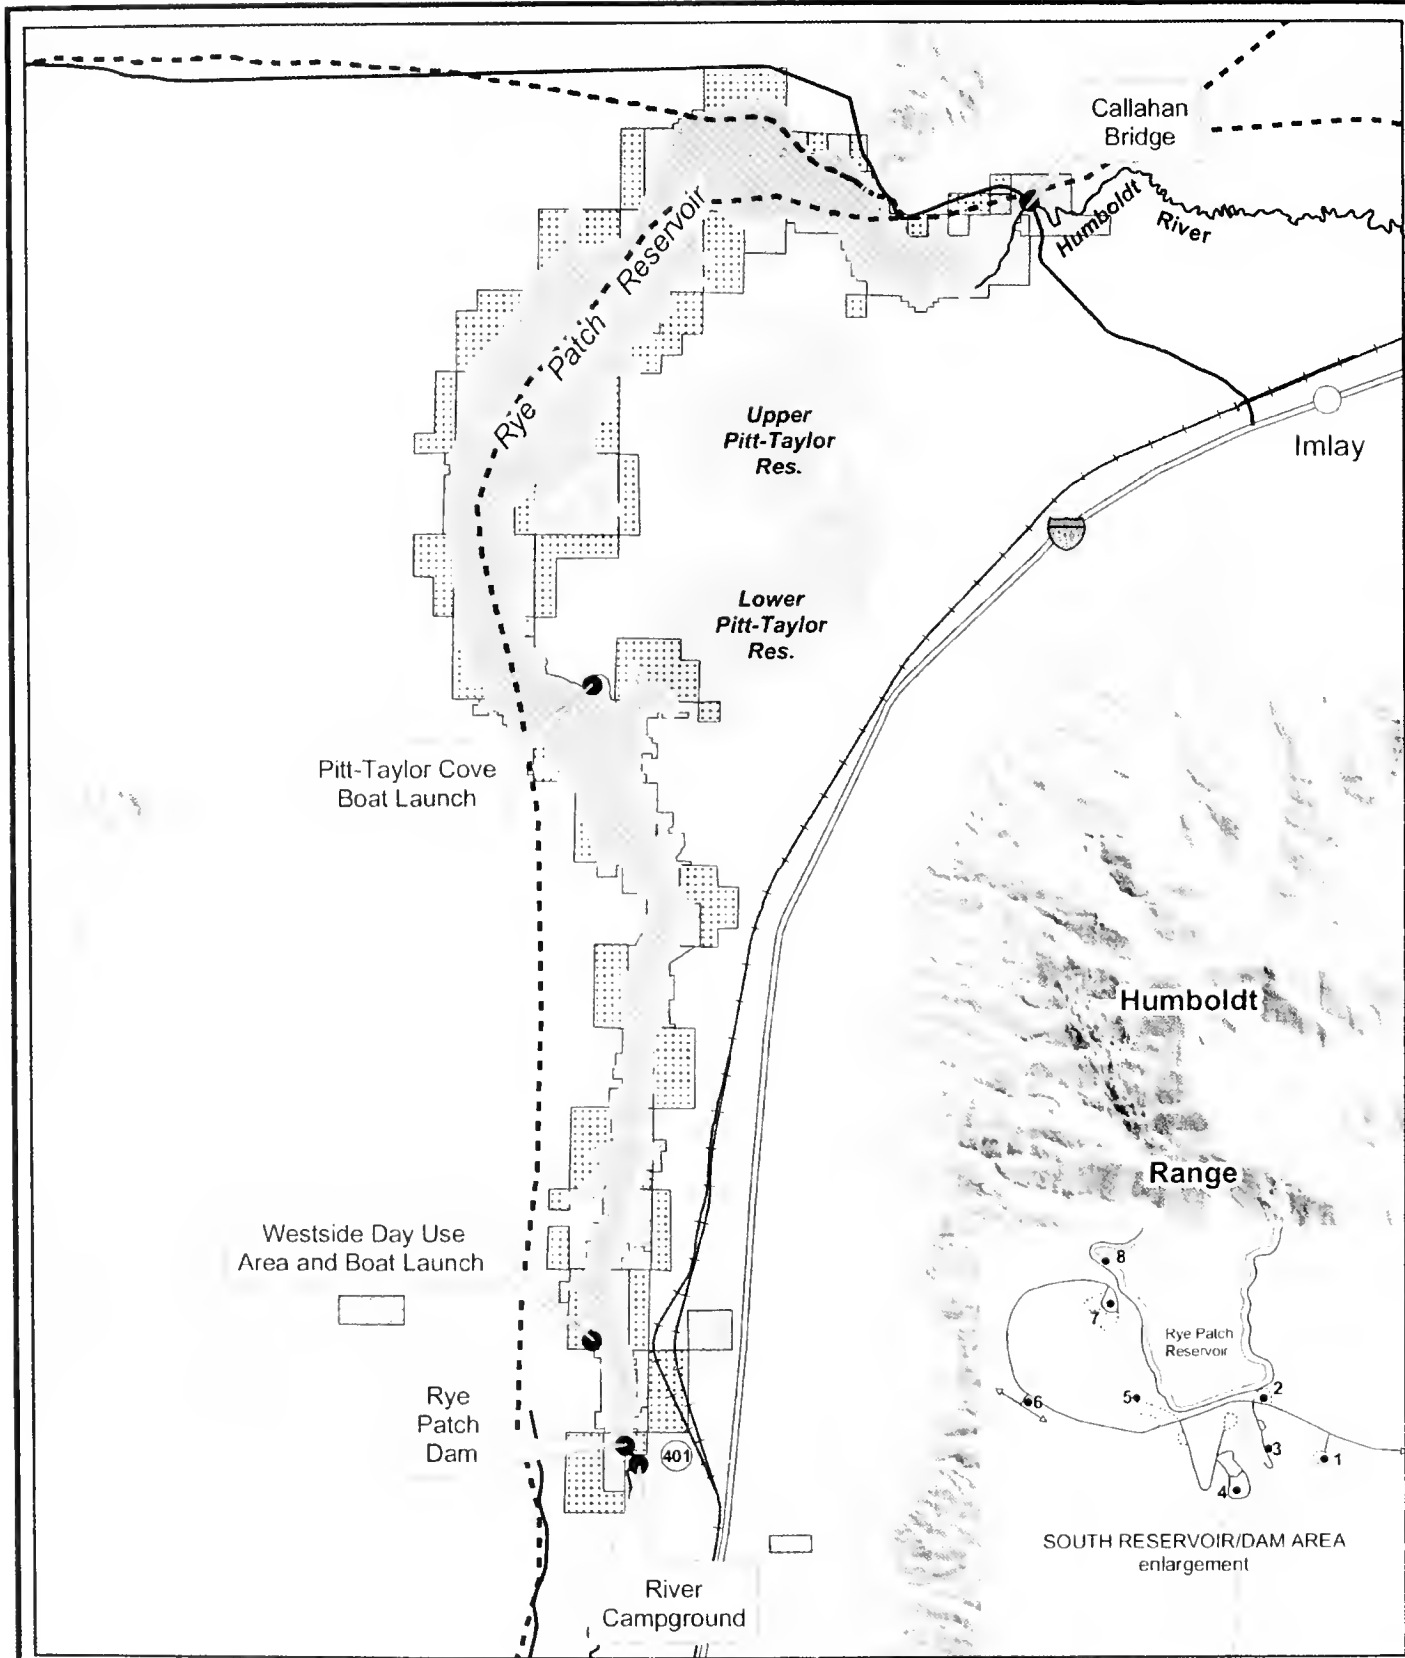 Callahan
Bridge
Humboldt
River
Rye Patch Reservoir
Upper
Pitt-Taylor
Res.
Imlay
Lower
Pitt-Taylor
Res.
Pitt-Taylor Cove
Boat Launch
Humboldt
Range
Westside Day Use
Area and Boat Launch
8
7
Rye Patch
Reservoir
6
5
2
3
1
4
Rye
Patch
Dam
401
SOUTH RESERVOIR/DAM AREA
enlargement
River
Campground